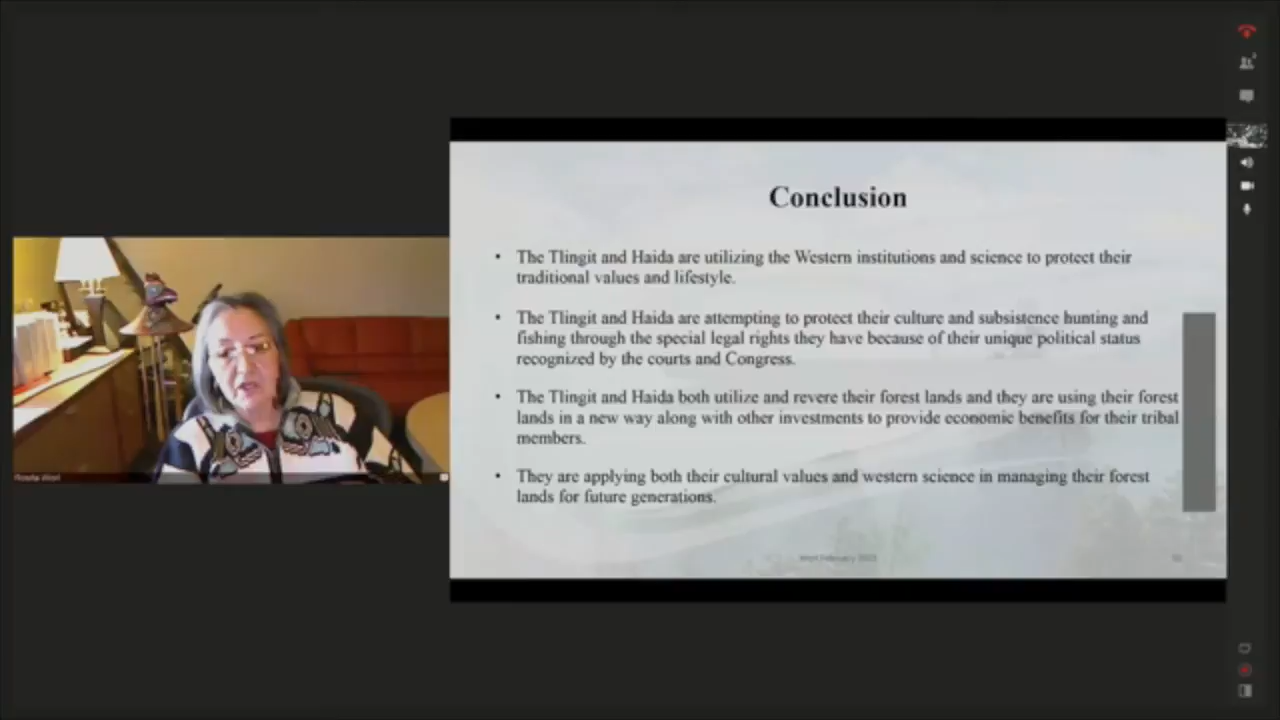 Conclusion
• The Tlingit and Haida are utilizing the Western institutions and science to protect their
traditional values and lifestyle.
• The Tlingit and Haida are attempting to protect their culture and subsistence hunting and
fishing through the special legal rights they have because of their unique political status
recognized by the courts and Congress.
• The Tlingit and Haida both utilize and revere their forest lands and they are using their forest
lands in a new way along with other investments to provide economic benefits for their tribal
members.
• They are applying both their cultural values and western science in managing their forest
lands for future generations.